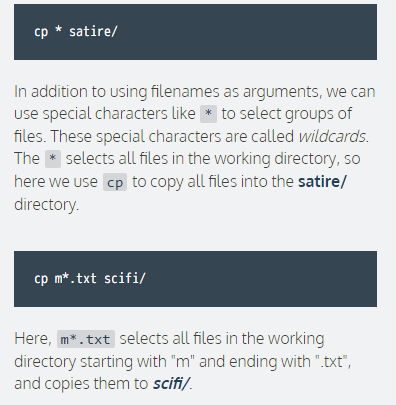 cp * satire/
In addition to using filenames as arguments, we can
use special characters like * to select groups of
files. These special characters are called wildcards.
The * selects all files in the working directory, so
here we use cp to copy all files into the satire/
directory.
cp m*.txt scifi/
Here, m*.txt selects all files in the working
directory starting with "m" and ending with ".txt",
and copies them to scifi/.